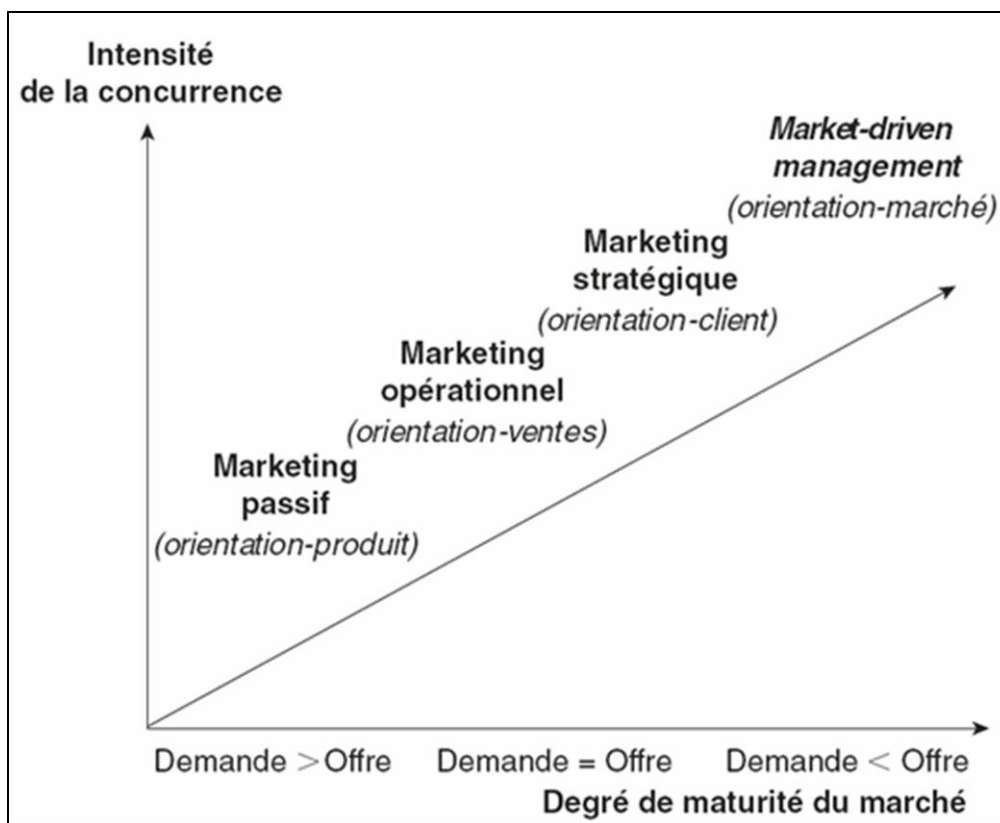 Intensité
de la concurrence
Market-driven
management
(orientation-marché)
Marketing
stratégique
(orientation-client)
Marketing
opérationnel
(orientation-ventes)
Marketing
passif
(orientation-produit)
Demande > Offre Demande = Offre Demande < Offre
Degré de maturité du marché